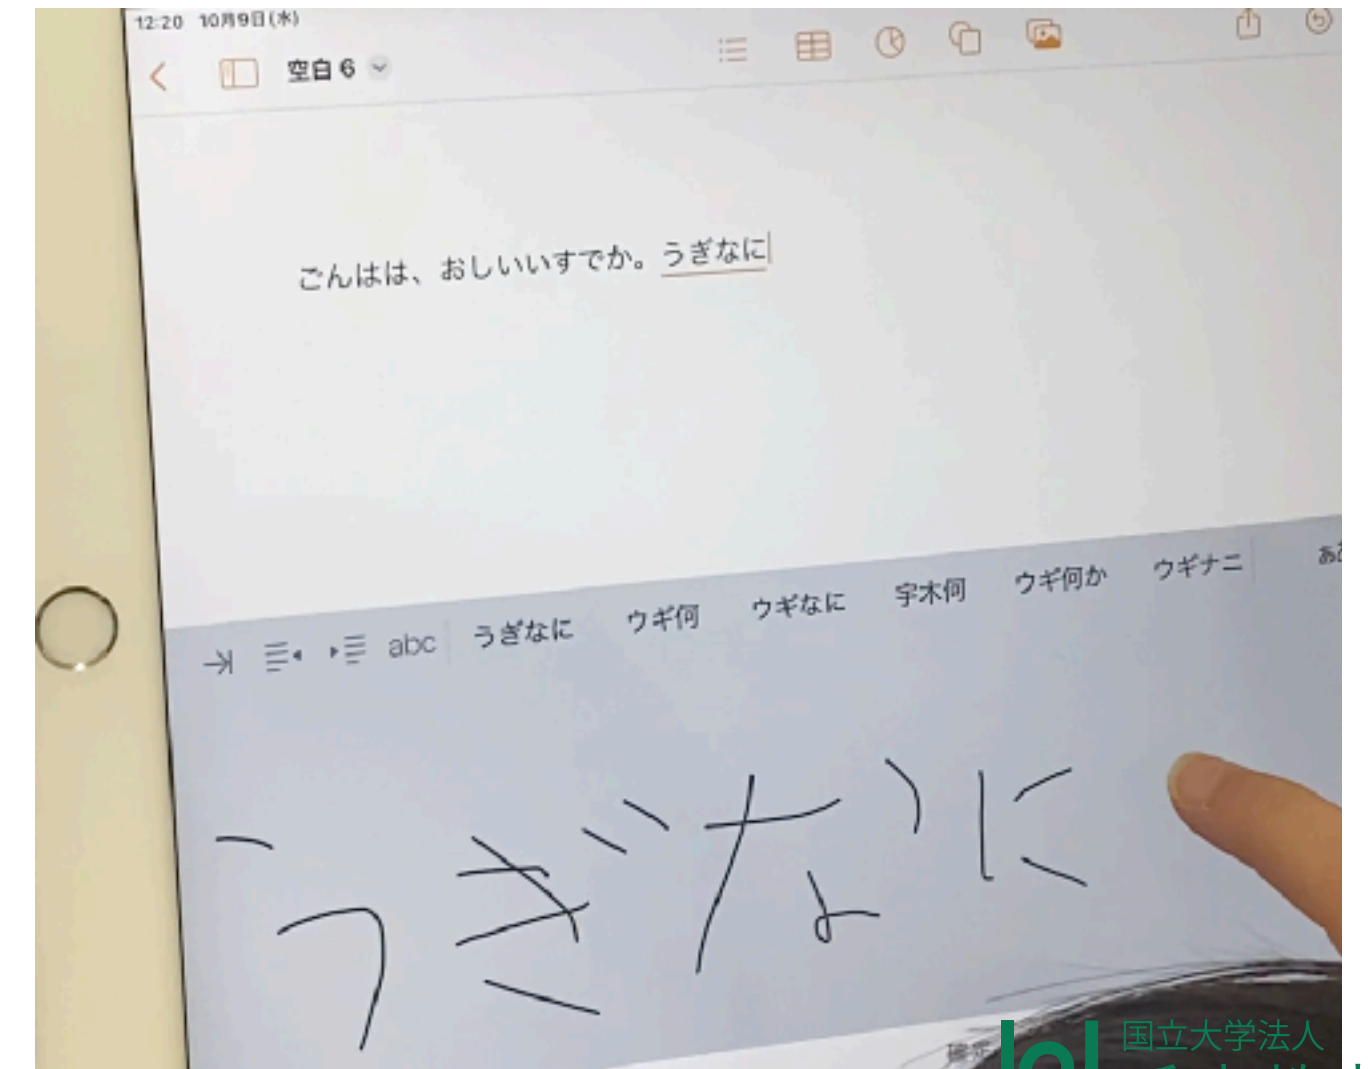 12:20 10月9日(水)
空白 6
ごんはは、おしいいすでか。うぎなに
abc うぎなに ウギ何 ウギなに 宇木何 ウギ何か ウギナニ
うぎなに
確定
国立大学法人